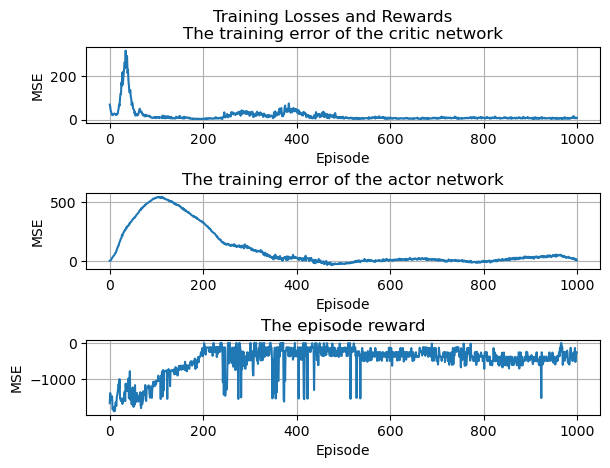 Training Losses and Rewards
The training error of the critic network
200
0
MSE
0 200 400 600 800 1000
Episode
The training error of the actor network
500
0
MSE
0 200 400 600 800 1000
Episode
The episode reward
0
−1000
MSE
0 200 400 600 800 1000
Episode